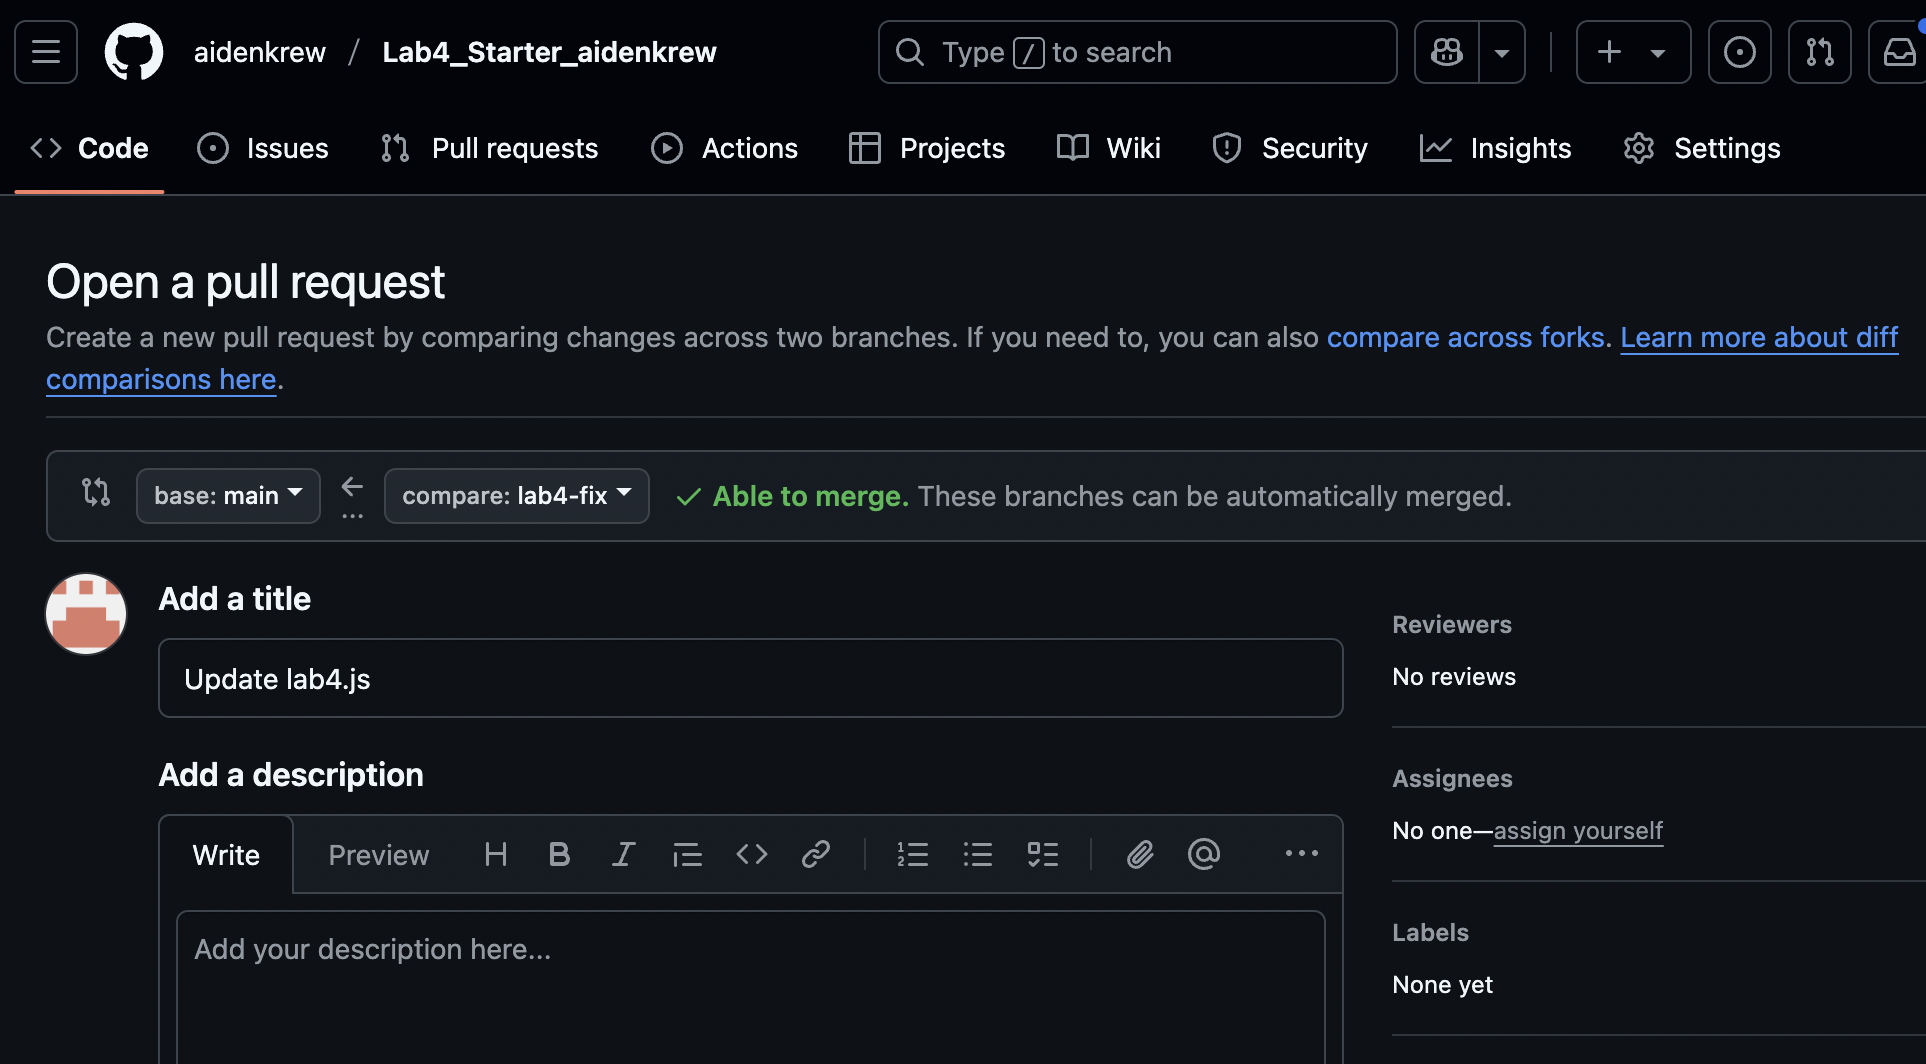 aidenkrew / Lab4_Starter_aidenkrew
Type / to search
Code Issues Pull requests Actions Projects Wiki Security Insights Settings
Open a pull request
Create a new pull request by comparing changes across two branches. If you need to, you can also compare across forks. Learn more about diff
comparisons here.
base: main ← ... compare: lab4-fix ✓ Able to merge. These branches can be automatically merged.
Add a title
Update lab4.js
Add a description
Write Preview
Add your description here...
Reviewers
No reviews
Assignees
No one—assign yourself
Labels
None yet